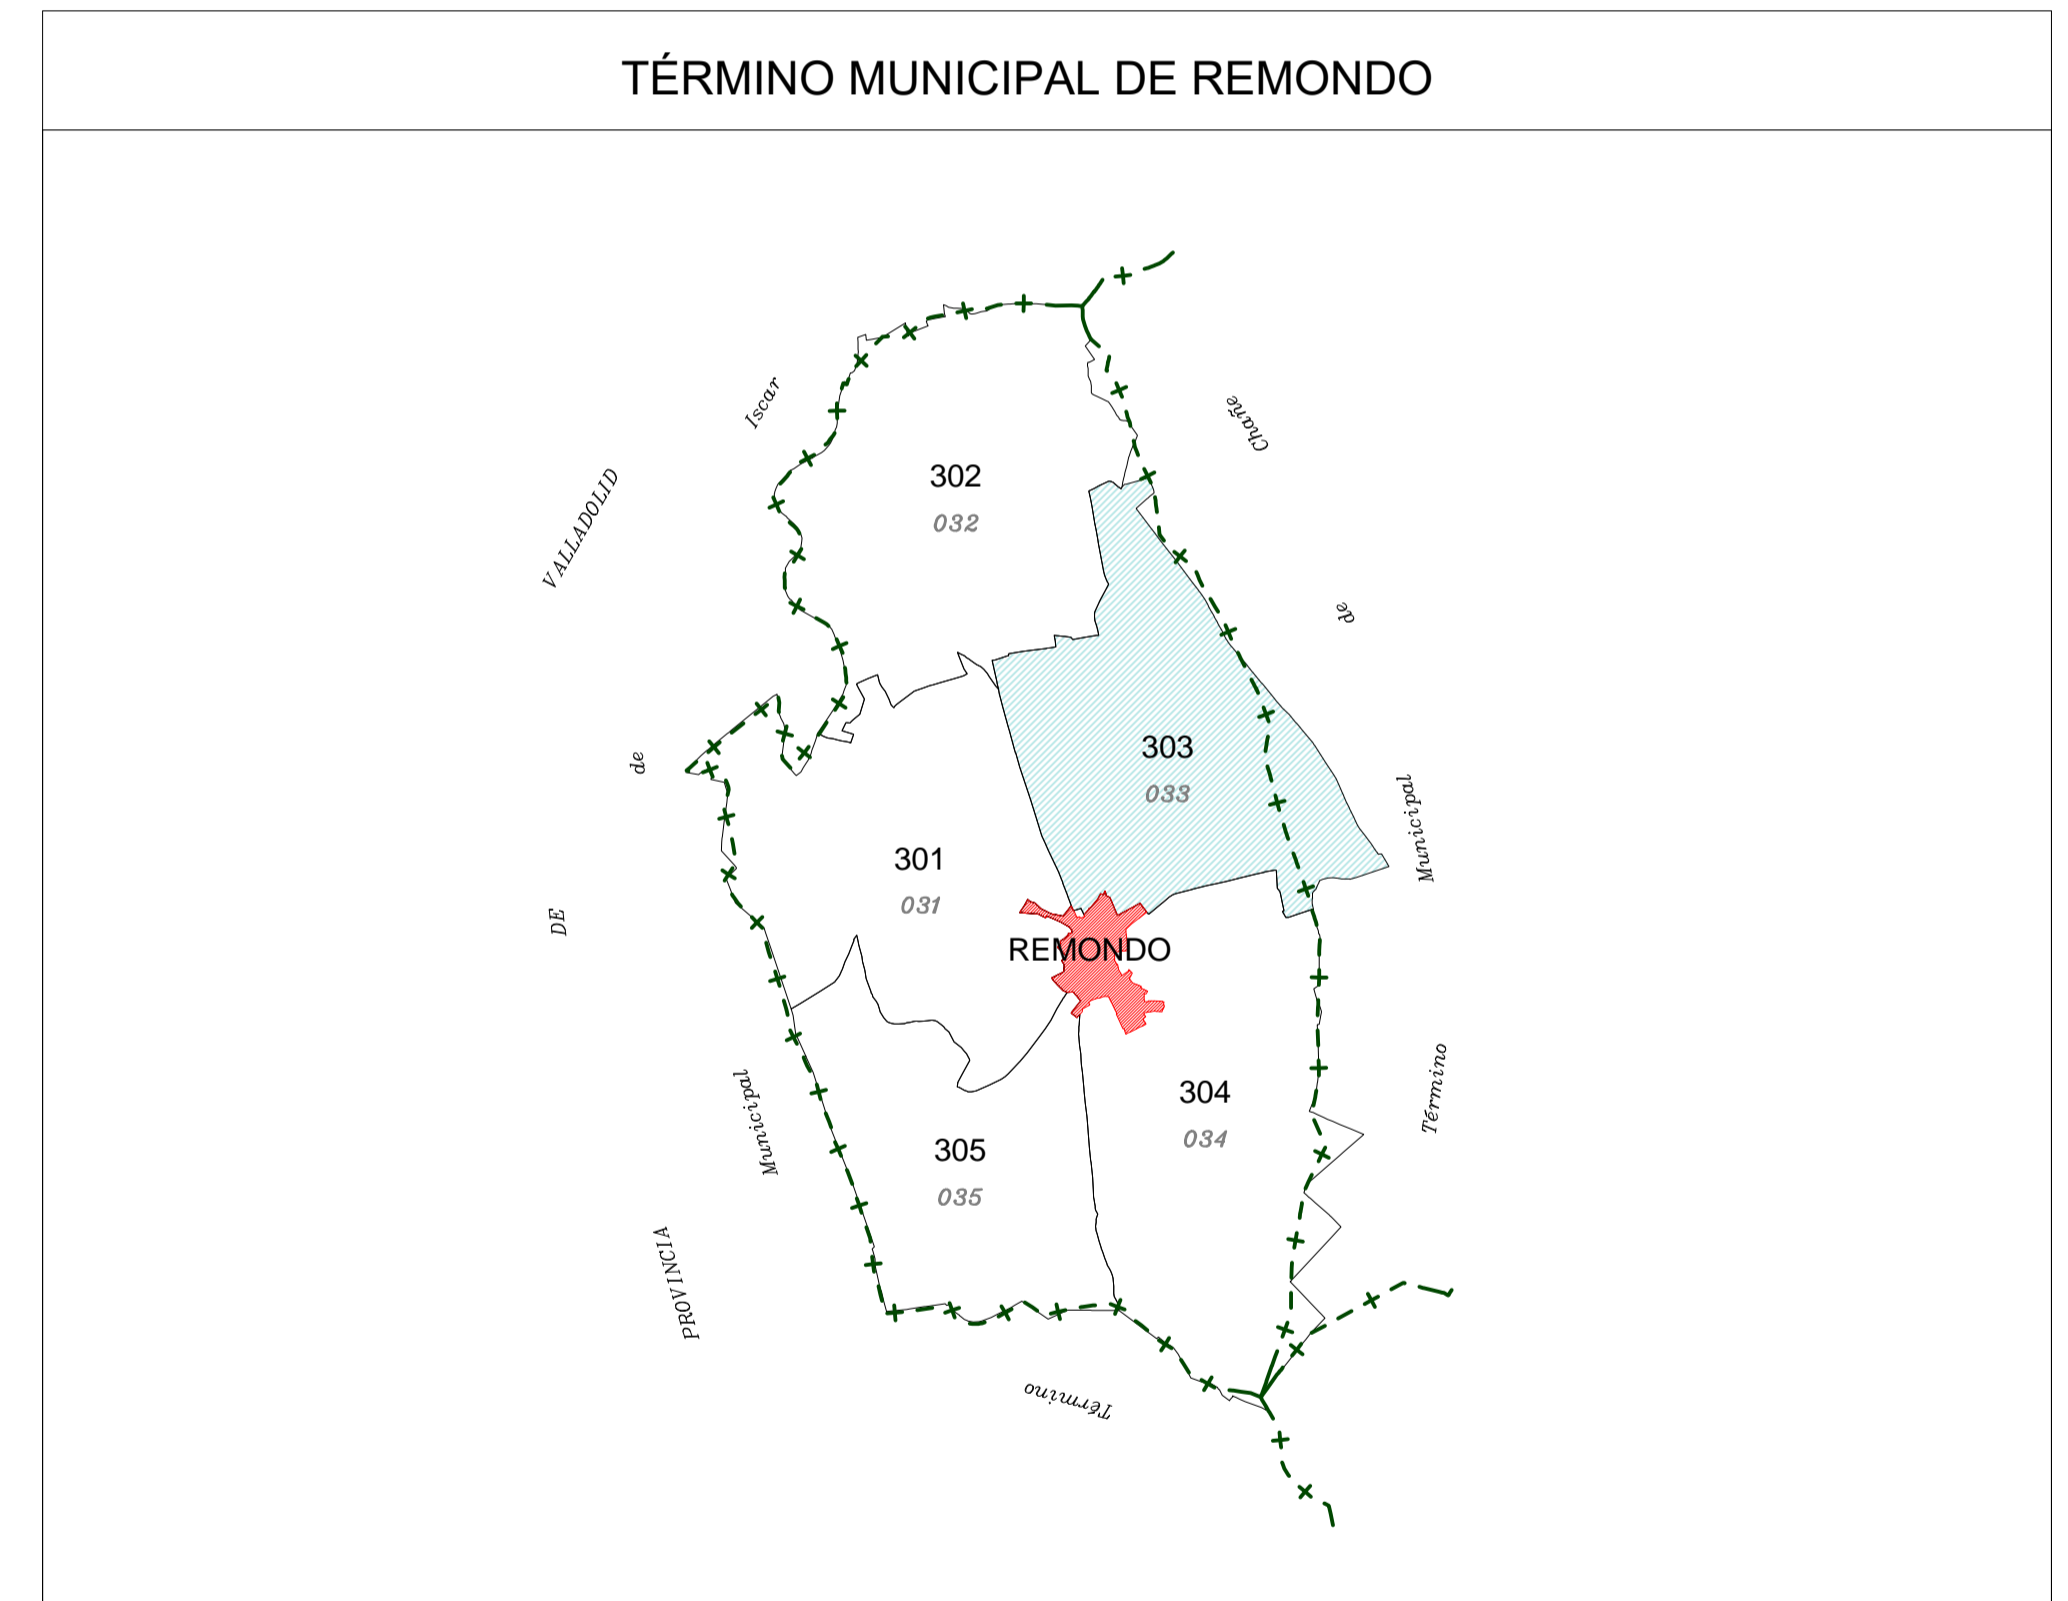 TÉRMINO MUNICIPAL DE REMONDO
Iscar
Chañe
302
032
VALLADOLID
de
303
033
de
Municipal
301
031
DE
REMONDO
Término
304
034
Municipal
305
035
PROVINCIA
Término